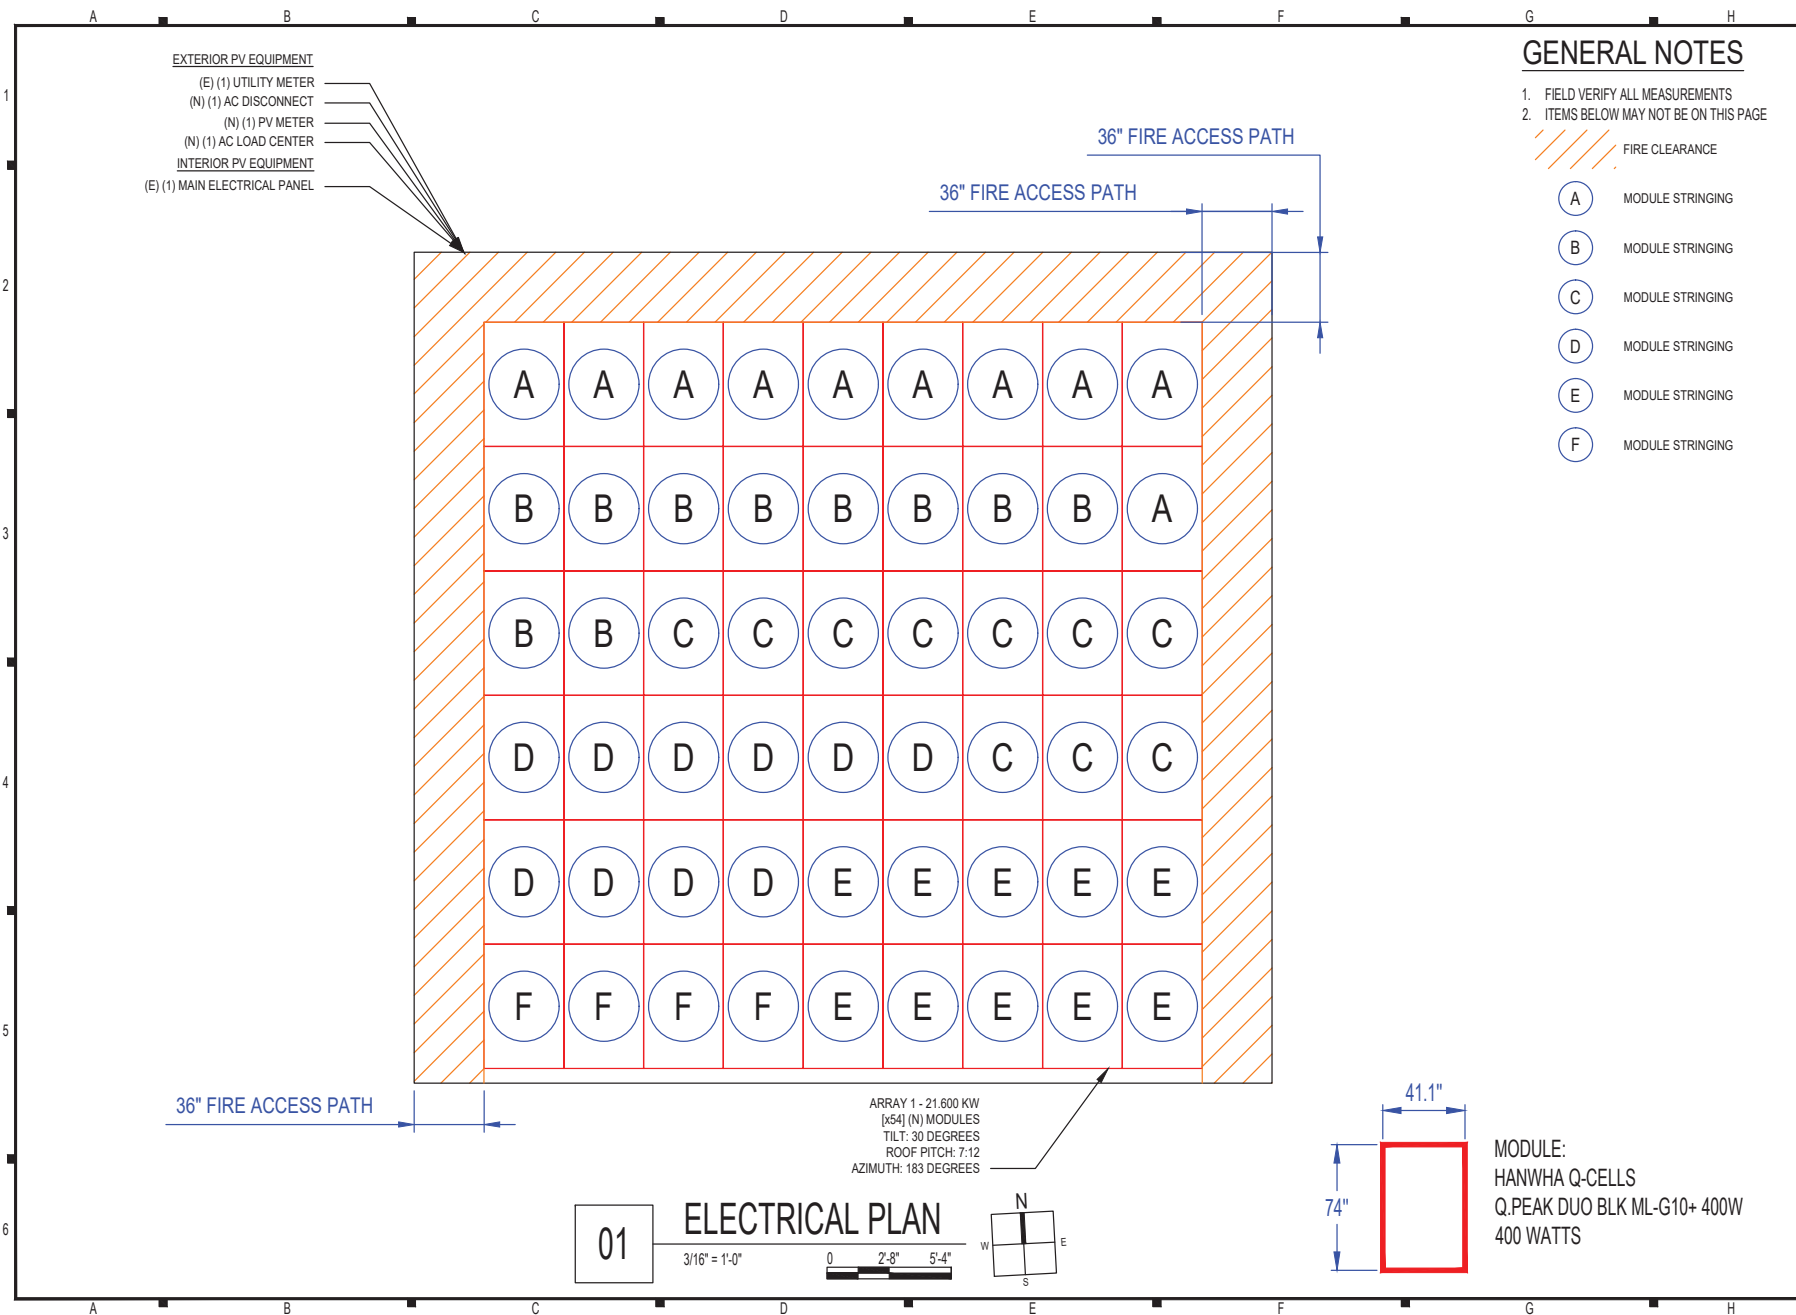 A B C D E F G H
EXTERIOR PV EQUIPMENT
(E) (1) UTILITY METER
(N) (1) AC DISCONNECT
(N) (1) PV METER
(N) (1) AC LOAD CENTER
INTERIOR PV EQUIPMENT
(E) (1) MAIN ELECTRICAL PANEL
GENERAL NOTES
1. FIELD VERIFY ALL MEASUREMENTS
2. ITEMS BELOW MAY NOT BE ON THIS PAGE
FIRE CLEARANCE
A MODULE STRINGING
B MODULE STRINGING
C MODULE STRINGING
D MODULE STRINGING
E MODULE STRINGING
F MODULE STRINGING
36" FIRE ACCESS PATH
36" FIRE ACCESS PATH
1
2
3
4
5
6
A A A A A A A A A
B B B B B B B B A
B B C C C C C C C
D D D D D D C C C
D D D D E E E E E
F F F F E E E E E
36" FIRE ACCESS PATH
ARRAY 1 - 21.600 KW
[x54] (N) MODULES
TILT: 30 DEGREES
ROOF PITCH: 7:12
AZIMUTH: 183 DEGREES
01
ELECTRICAL PLAN
3/16" = 1'-0"
0 2'-8" 5'-4"
N
W E
S
41.1"
74"
MODULE:
HANWHA Q-CELLS
Q.PEAK DUO BLK ML-G10+ 400W
400 WATTS
A B C D E F G H